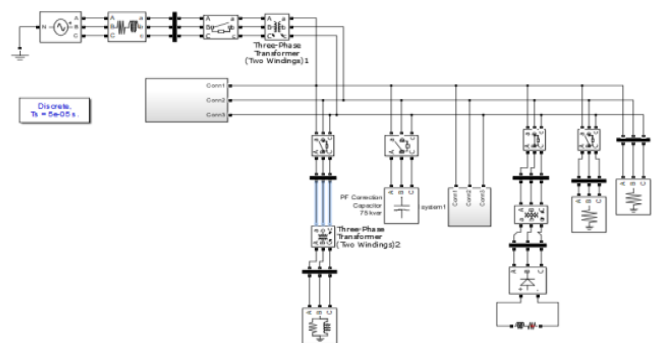 N
A
B
C
A
B
C
A
B
C
a
b
c
A
B
C
a
b
c
Three-Phase
Transformer
(Two Windings)1
Discrete,
Ts = 5e-05 s.
Conn1
Conn2
Conn3
PF Correction
Capacitor
75 kvar
A
B
C
system1
Conn1
Conn2
Conn3
Three-Phase
Transformer
(Two Windings)2
A
B
C
A
B
C
A
B
C
A
B
C
+
-